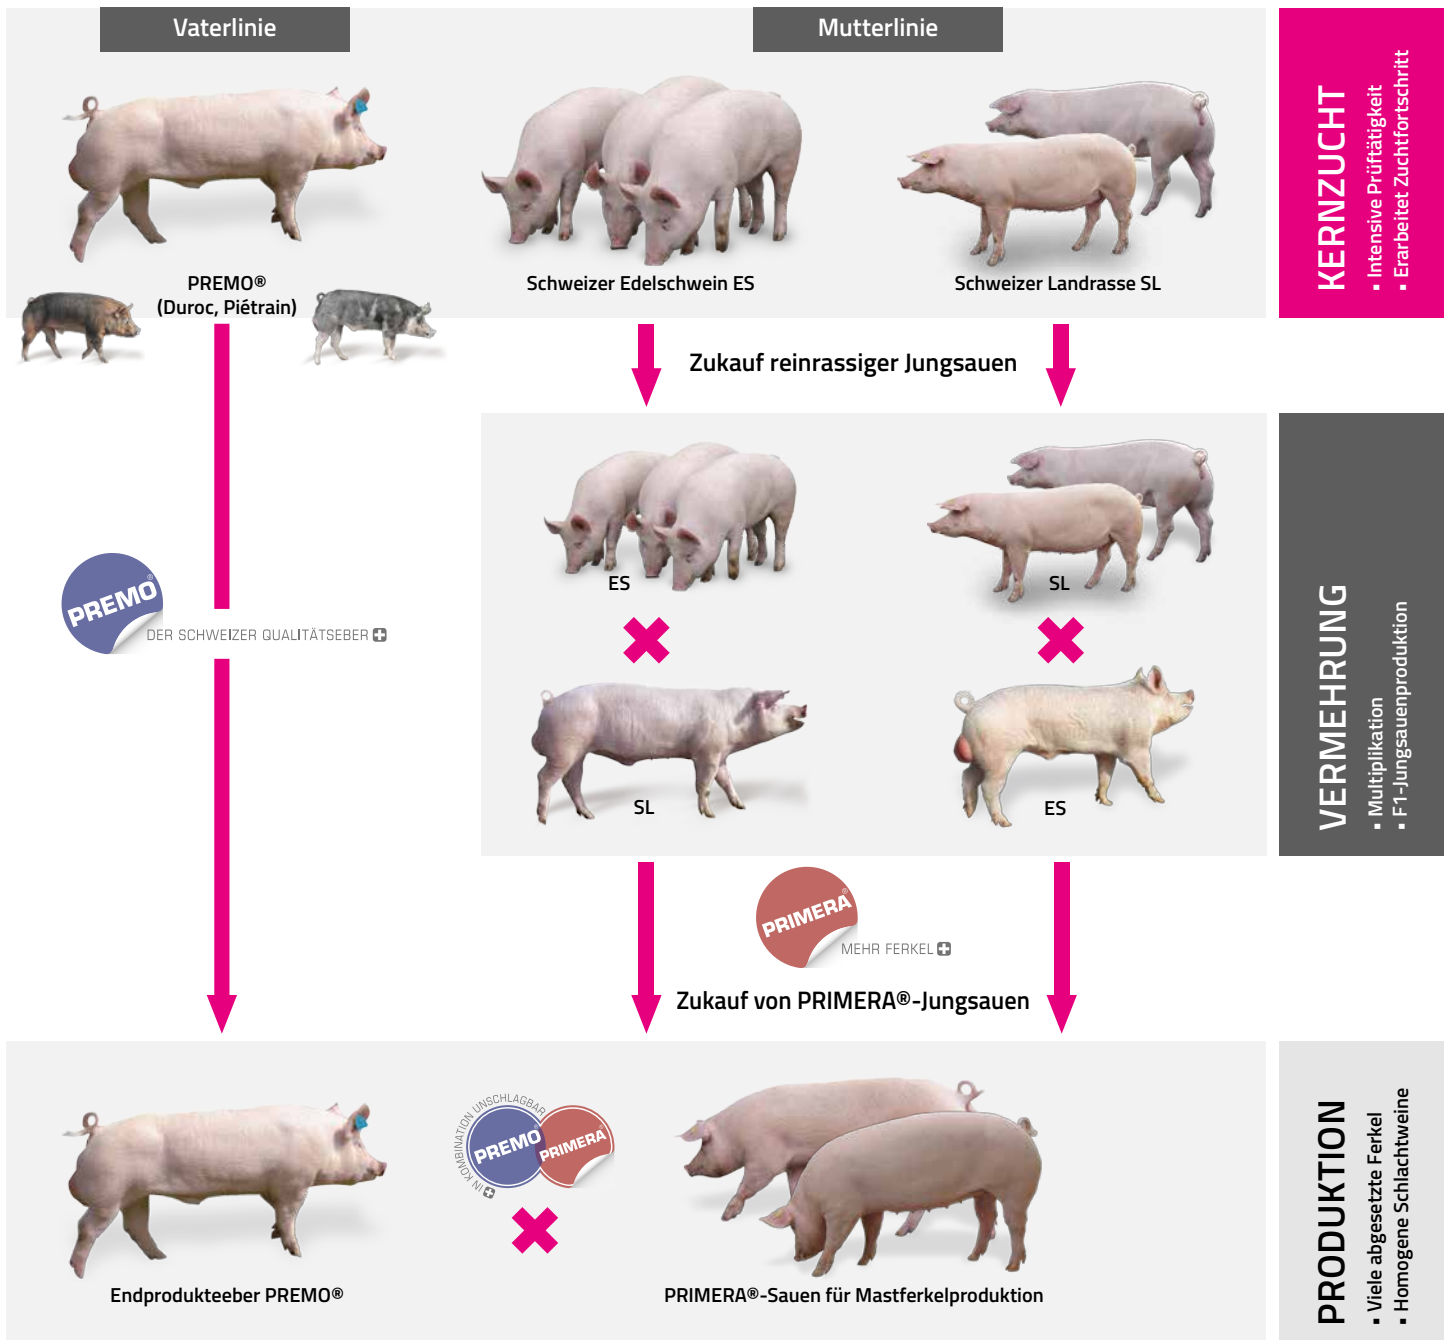 Vaterlinie
Mutterlinie
PREMO®
(Duroc, Piétrain)
Schweizer Edelschwein ES
Schweizer Landrasse SL
KERNZUCHT
▪ Intensive Prüftätigkeit
▪ Erarbeitet Zuchtfortschritt
Zukauf reinrassiger Jungsauen
PREMO®
DER SCHWEIZER QUALITÄTSEBER
ES
SL
SL
ES
VERMEHRUNG
▪ Multiplikation
▪ F1-Jungsauenproduktion
PRIMERA®
MEHR FERKEL
Zukauf von PRIMERA®-Jungsauen
IN KOMBINATION UNSCHLAGBAR
PREMO
PRIMERA®
Endprodukteeber PREMO®
PRIMERA®-Sauen für Mastferkelproduktion
PRODUKTION
▪ Viele abgesetzte Ferkel
▪ Homogene Schlachtweine